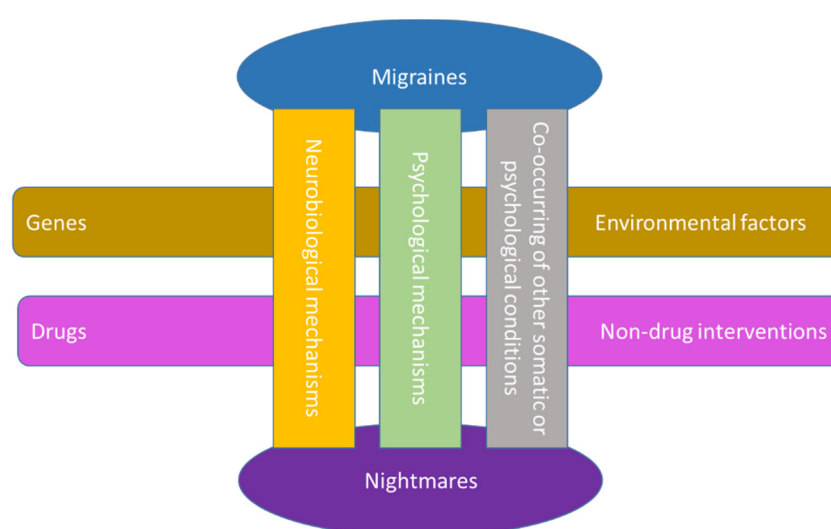 Migraines
Neurobiological mechanisms
Psychological mechanisms
Co-occurring of other somatic or
psychological conditions
Genes
Environmental factors
Drugs
Non-drug interventions
Nightmares